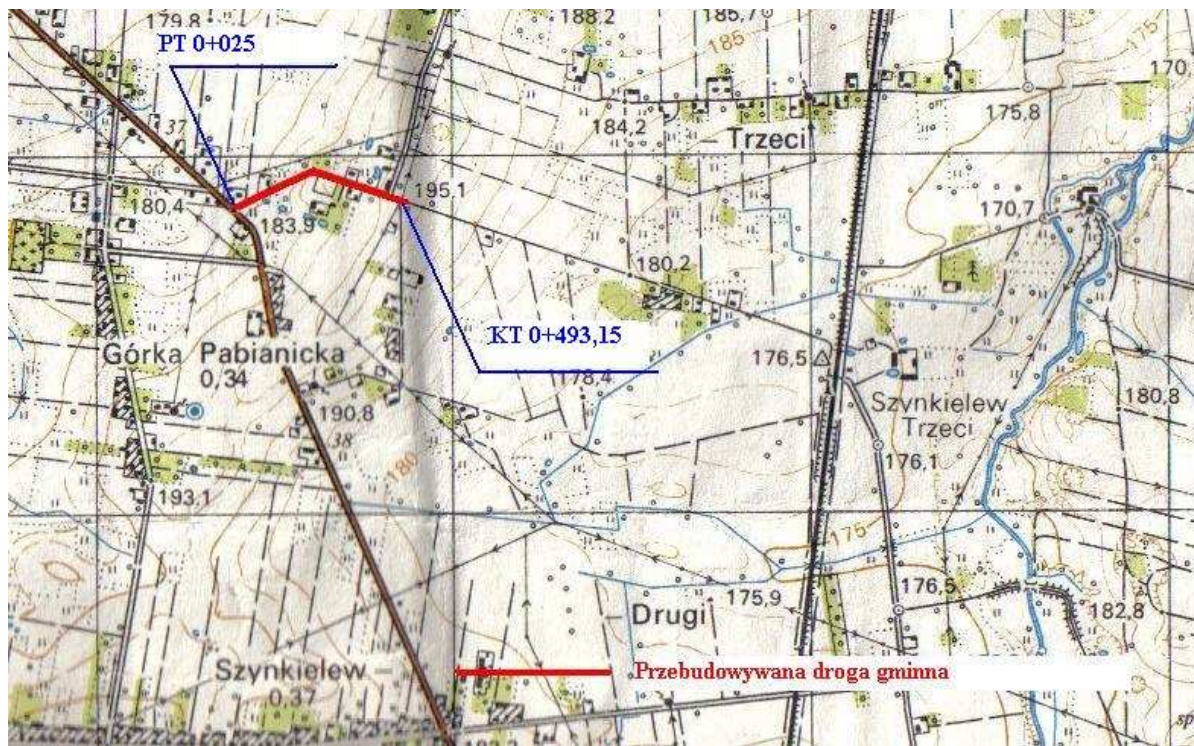 179,8
188,2
185,7
185
175
170,
PT 0+025
37
184,2
Trzeci
175,8
180,4
183,9
195,1
170,7
180,2
KT 0+493,15
Górka Pabianicka
0,34
178,4
176,5
190,8
38
180
Szynkielew
Trzeci
180,8
176,1
193,1
175
176,5
Drugi
175,9
182,8
Szynkielew –
0,37
Przebudowywana droga gminna
sp